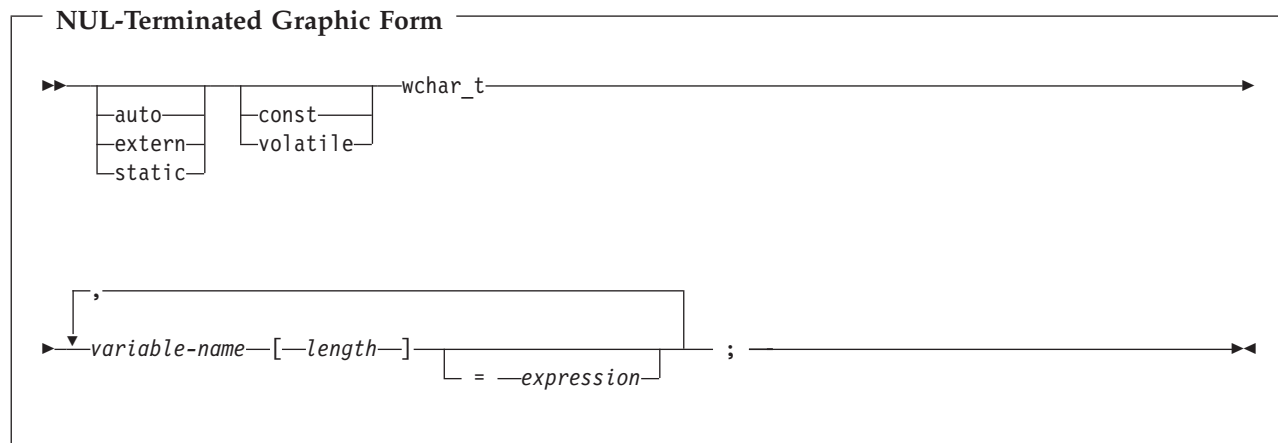 NUL-Terminated Graphic Form
wchar_t
auto const
extern volatile
static
,
variable-name [ length ] ;
= expression